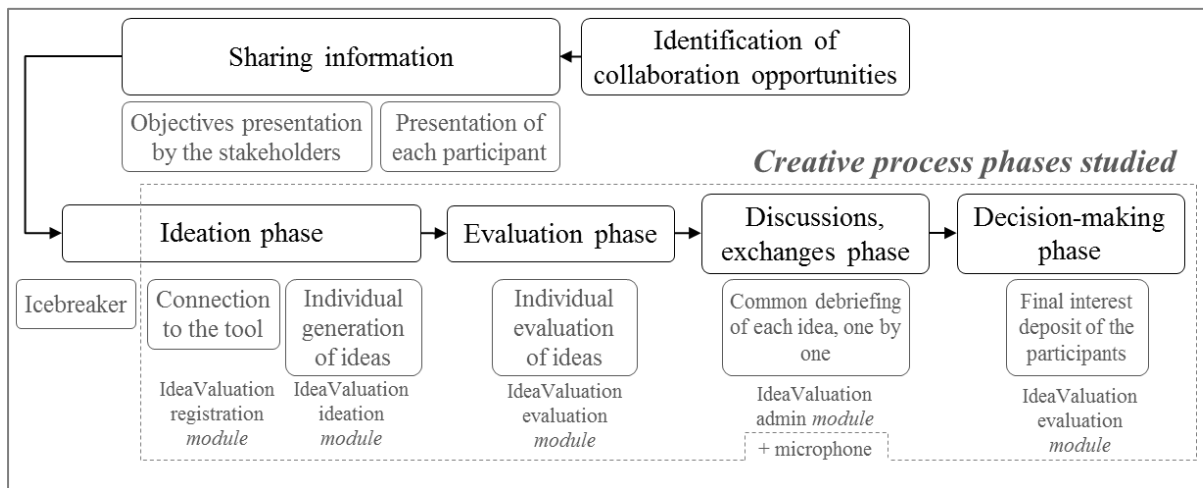 Sharing information
Identification of
collaboration opportunities
Objectives presentation
by the stakeholders
Presentation of
each participant
Creative process phases studied
Ideation phase
Evaluation phase
Discussions,
exchanges phase
Decision-making
phase
Icebreaker
Connection
to the tool
Individual
generation
of ideas
Individual
evaluation
of ideas
Common debriefing
of each idea, one by
one
Final interest
deposit of the
participants
IdeaValuation
registration
module
IdeaValuation
ideation
module
IdeaValuation
evaluation
module
IdeaValuation
admin module
+ microphone
IdeaValuation
evaluation
module